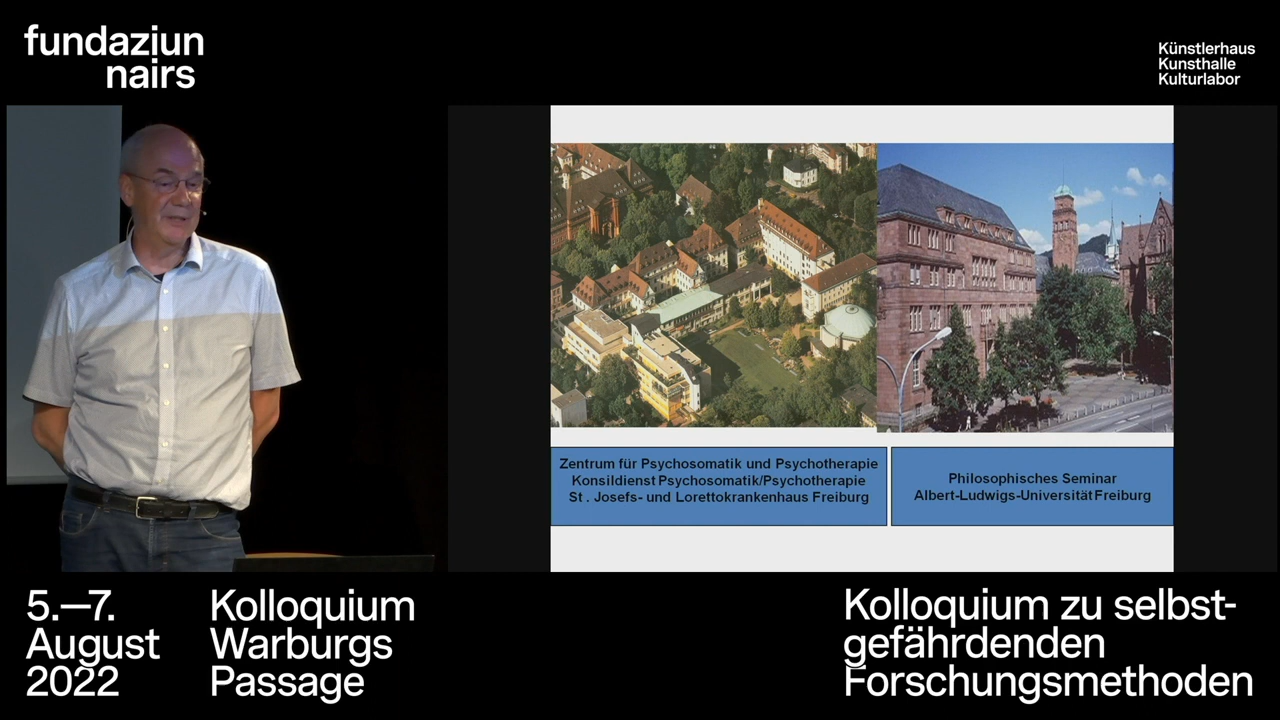 fundaziun
nairs
Künstlerhaus
Kunsthalle
Kulturlabor
Zentrum für Psychosomatik und Psychotherapie
Konsildienst Psychosomatik/Psychotherapie
St . Josefs- und Lorettokrankenhaus Freiburg
Philosophisches Seminar
Albert-Ludwigs-Universität Freiburg
5.—7.
August
2022
Kolloquium
Warburgs
Passage
Kolloquium zu selbst-
gefährdenden
Forschungsmethoden